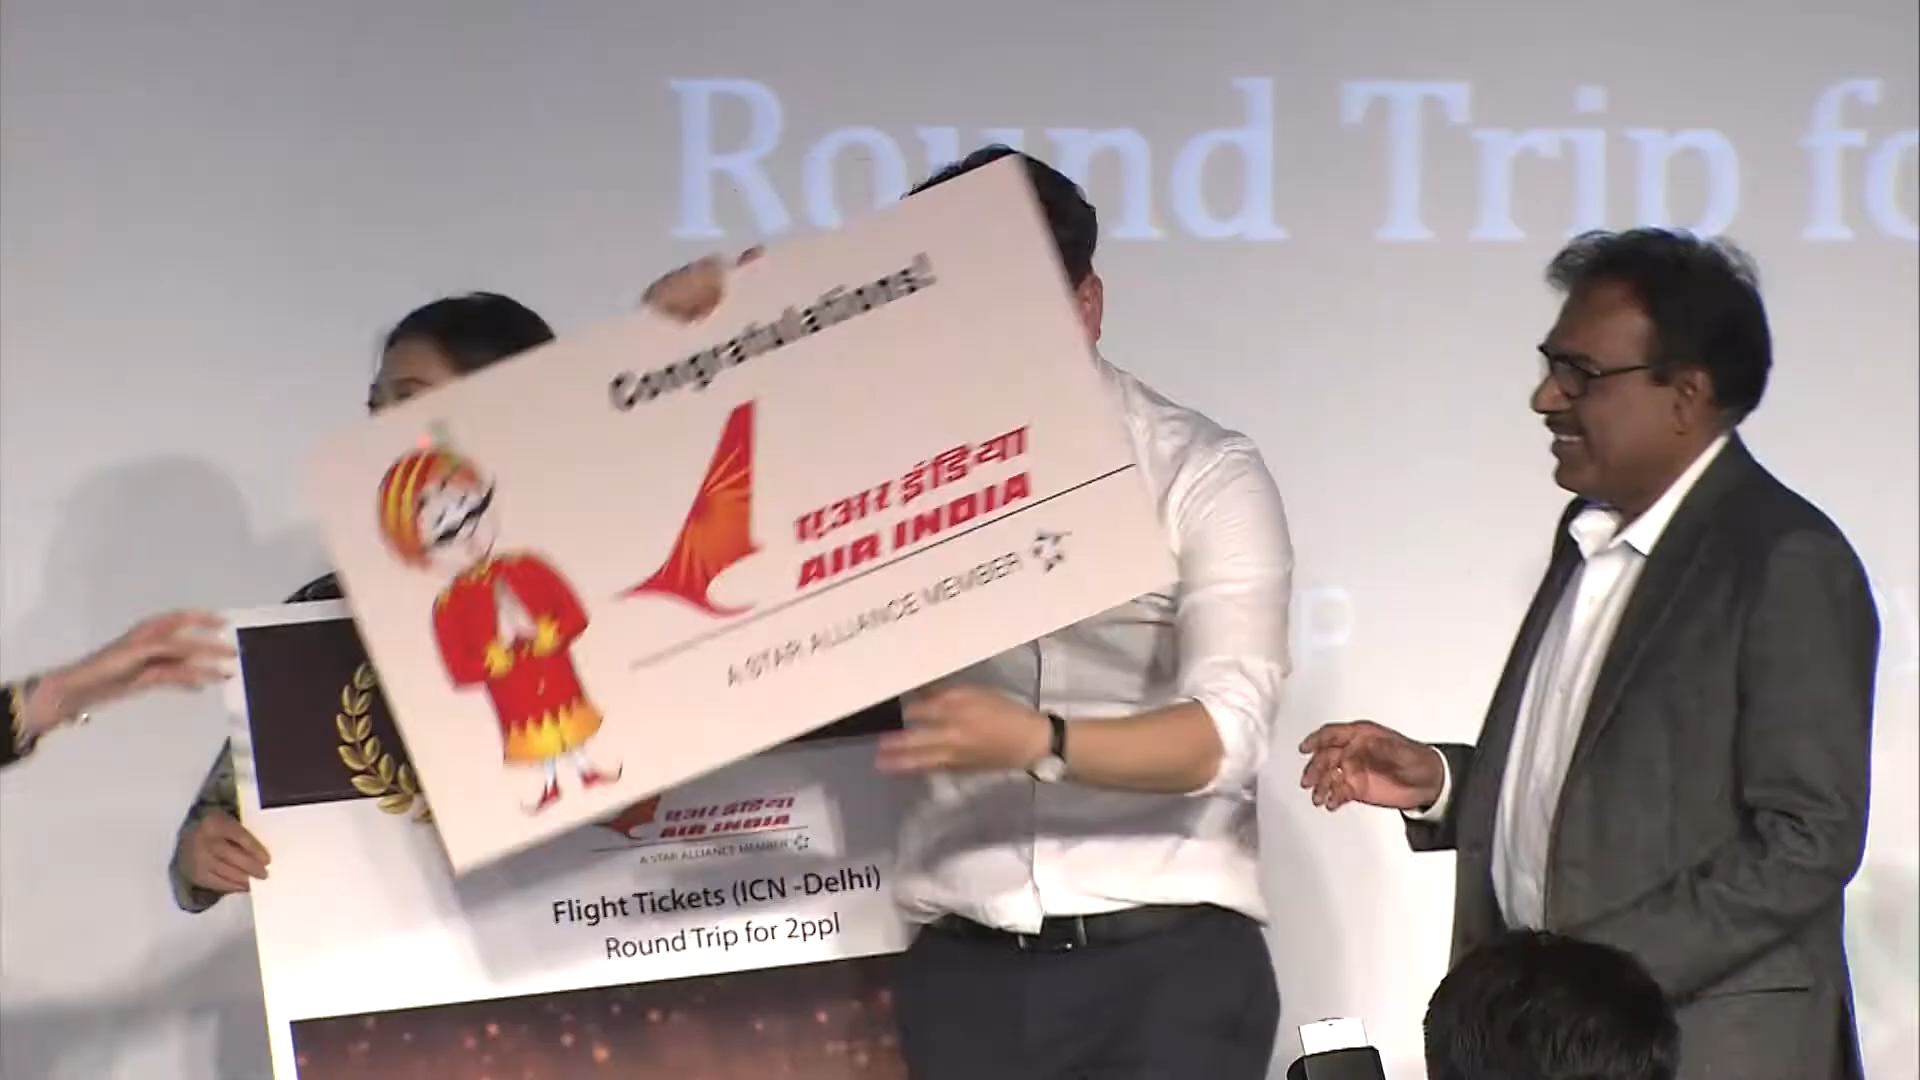 Round Trip fo
Congratulations!
एअर इंडिया
AIR INDIA
A STAR ALLIANCE MEMBER
एअर इंडिया
AIR INDIA
A STAR ALLIANCE MEMBER
Flight Tickets (ICN -Delhi)
Round Trip for 2ppl